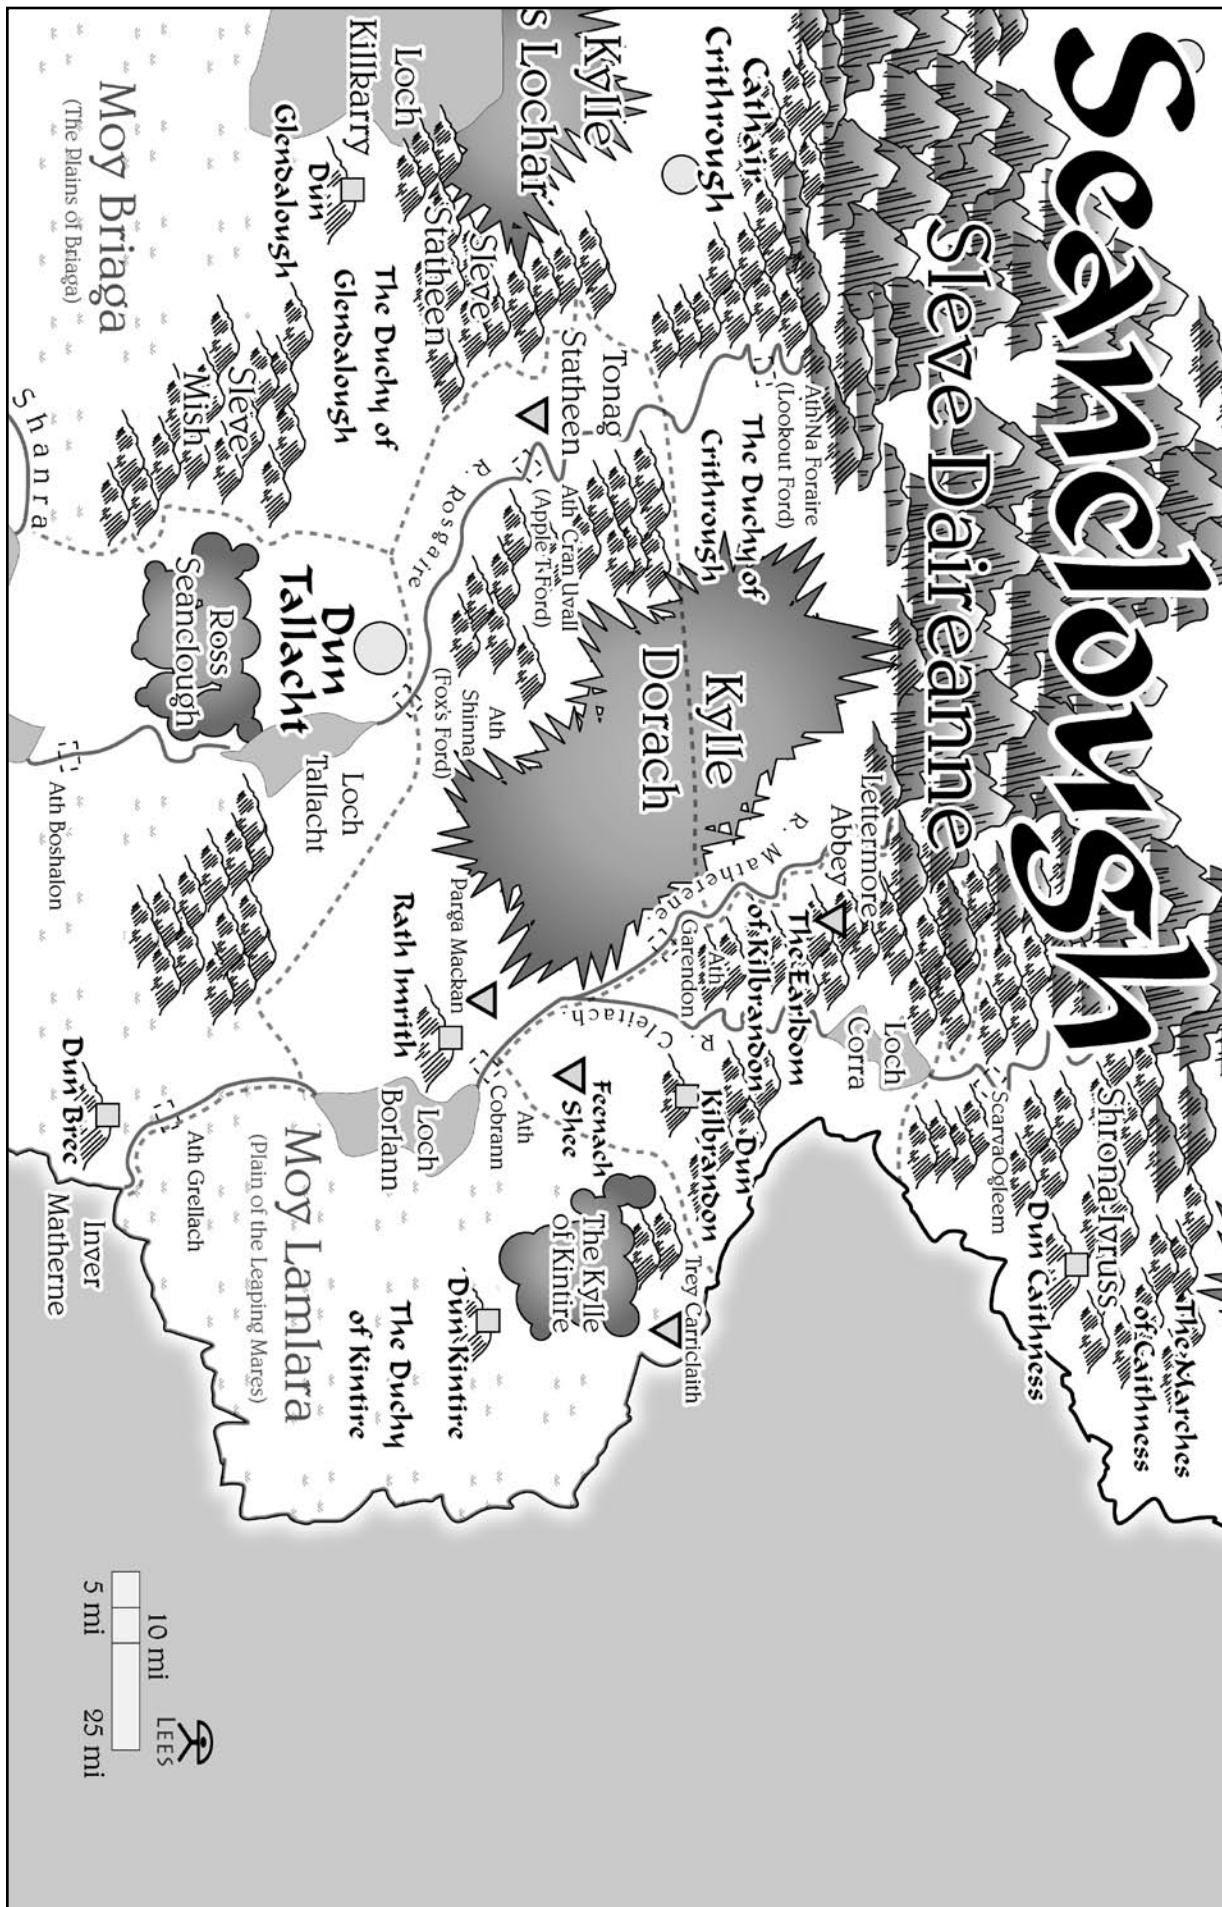 Seanclough
Sleve Daireanne
Cathair
Crithrough
Kylle
s Lochar
Loch
Kilkarry
Dun
Glendalough
Moy Briaga
(The Plains of Briaga)
Sleve
Statheen
The Duchy of
Glendalough
Sleve
Mish
Shanra
Tonag
Statheen
Ath Na Foraire
(Lookout Ford)
The Duchy of
Crithrough
Ath Cran Uvall
(Apple T. Ford)
R. Rosgaire
Dun
Tallacht
Ross
Seanclough
Kylle
Dorach
Ath
Shinna
(Fox's Ford)
Loch
Tallacht
Ath Boshalon
Lettermore
Abbey
R. Matherene
Ath
Garendon
The Earldom
of Kilbrandon
Parga Mackan
Rath Imrith
Loch
Corra
R. Cleitach
Scarva Ogleem
Shrona Ivruss
The Marches
of Caithness
Dun Caithness
Dun
Kilbrandon
Feenach
Shee
Ath
Cobrann
Loch
Borlann
The Kylle
of Kintire
Trey Carriclaith
Dun Kintire
The Duchy
of Kintire
Moy Lamlara
(Plain of the Leaping Mares)
Ath Grellach
Dun Brec
Inver
Matherne
10 mi
5 mi
25 mi
LEES